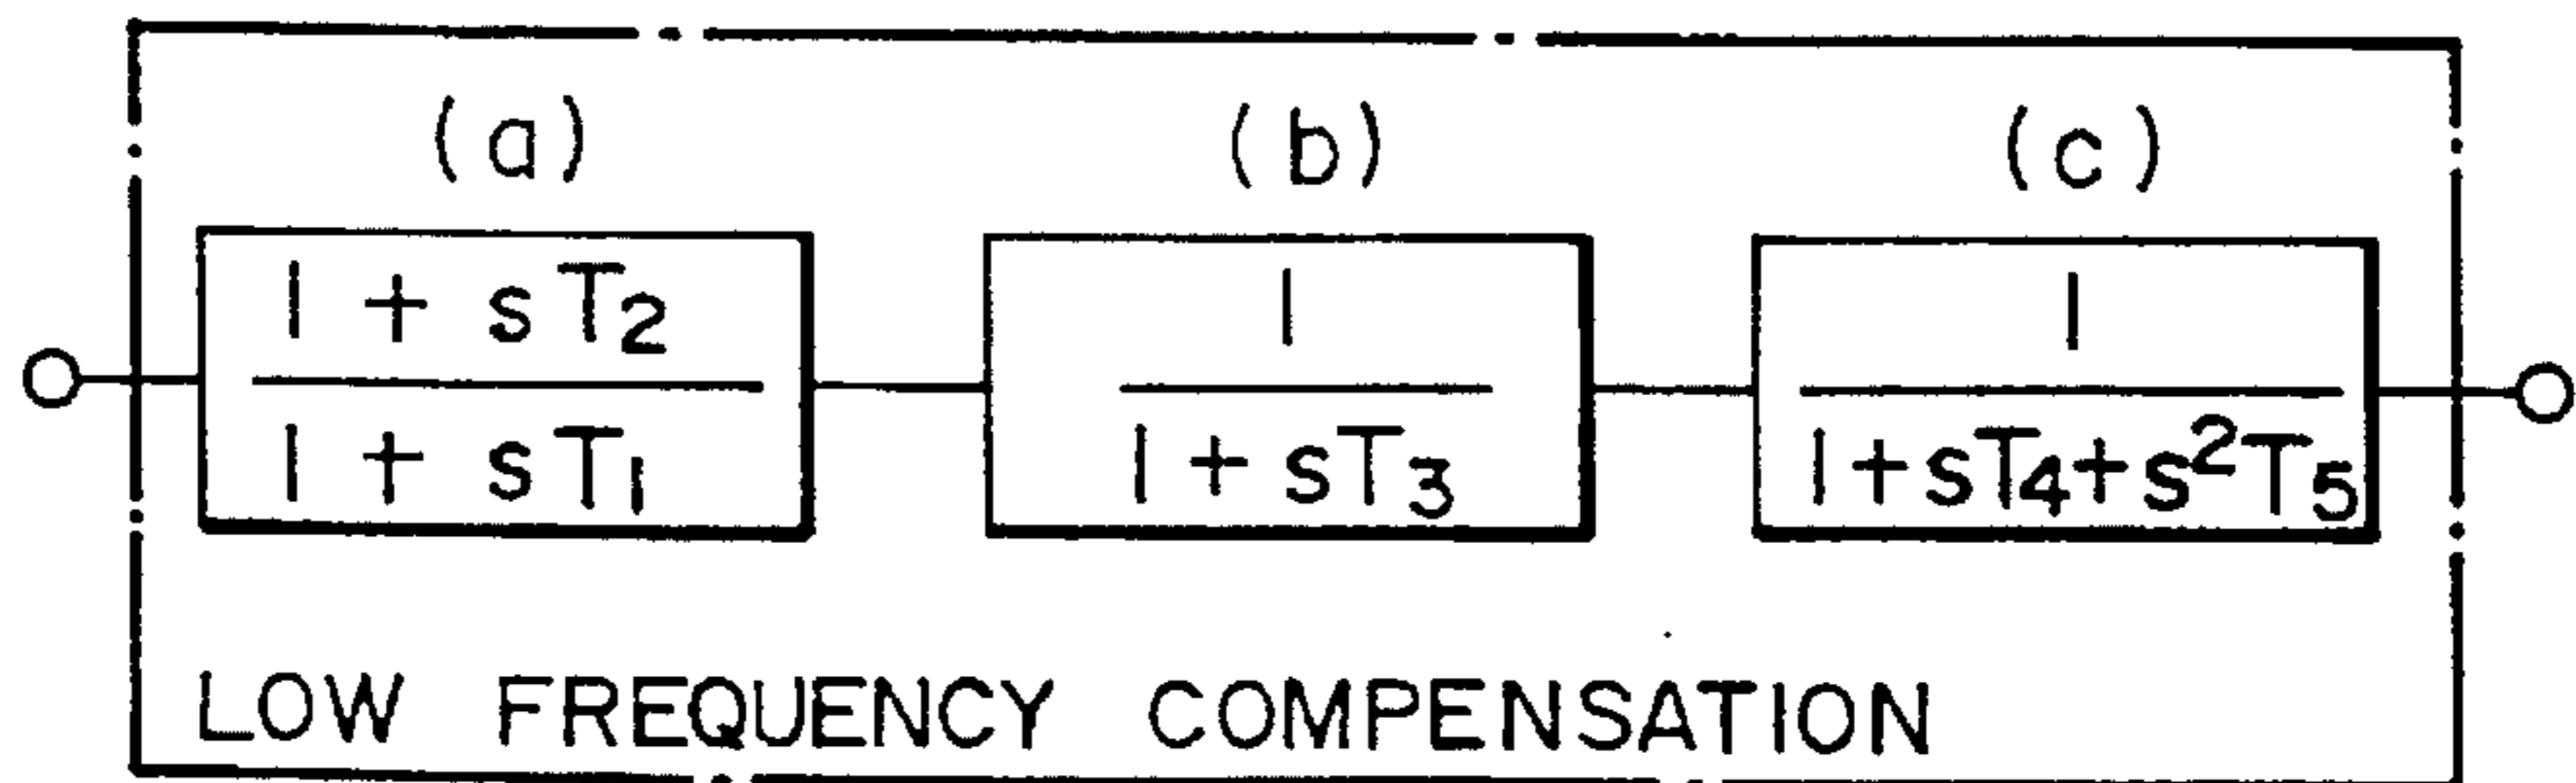 (a) (b) (c)
1 + sT₂ 1 1
1 + sT₁ 1 + sT₃ 1+sT₄+s²T₅
LOW FREQUENCY COMPENSATION